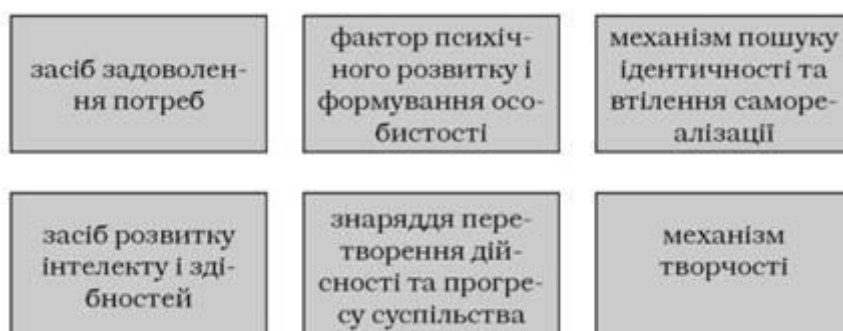 засіб задоволен-
ня потреб
фактор психіч-
ного розвитку і
формування осо-
бистості
механізм пошуку
ідентичності та
втілення саморе-
алізації
засіб розвитку
інтелекту і зді-
бностей
знаряддя пере-
творення дій-
сності та прогре-
су суспільства
механізм
творчості